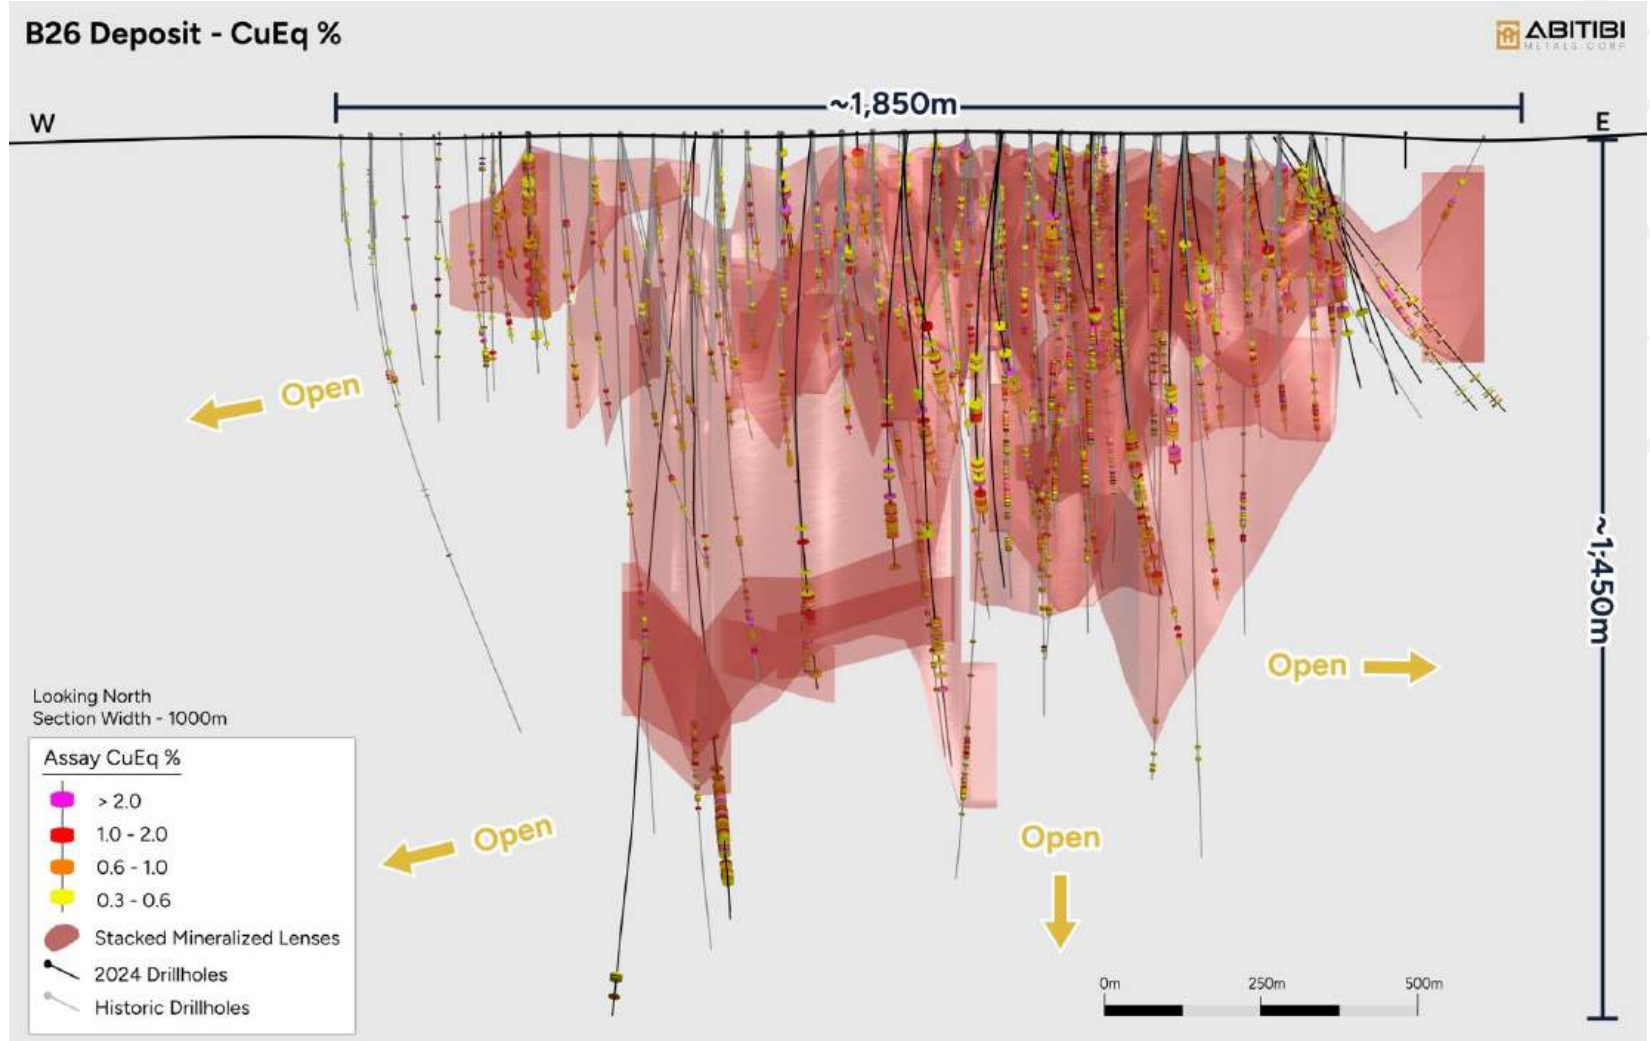 B26 Deposit - CuEq %
ABITIBI
METALS CORP
~1,850m
W
E
Open
~1,450m
Open
Looking North
Section Width - 1000m
Assay CuEq %
> 2.0
1.0 - 2.0
0.6 - 1.0
0.3 - 0.6
Stacked Mineralized Lenses
2024 Drillholes
Historic Drillholes
Open
Open
0m 250m 500m